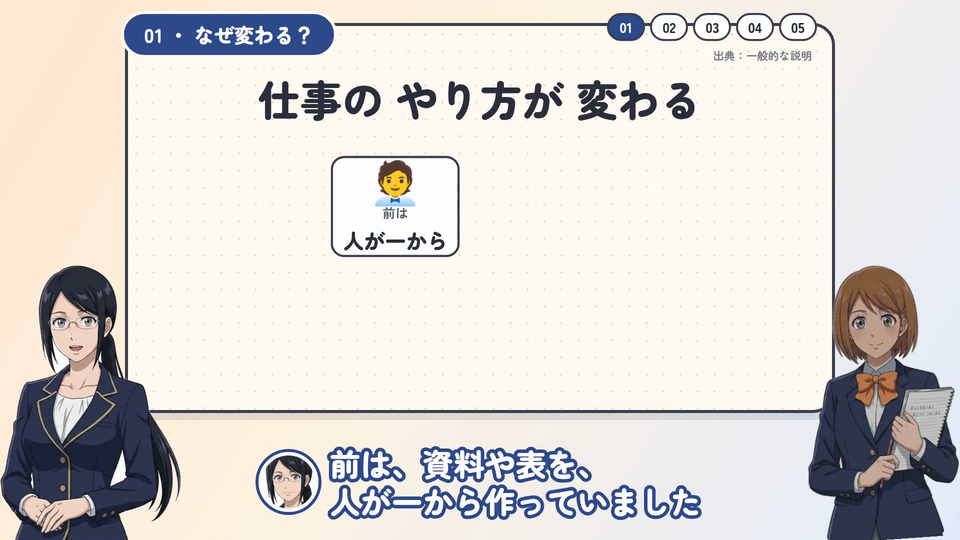 01 ・ なぜ変わる？
01 02 03 04 05
出典：一般的な説明
仕事の やり方が 変わる
前は
人が一から
前は、資料や表を、
人が一から作っていました